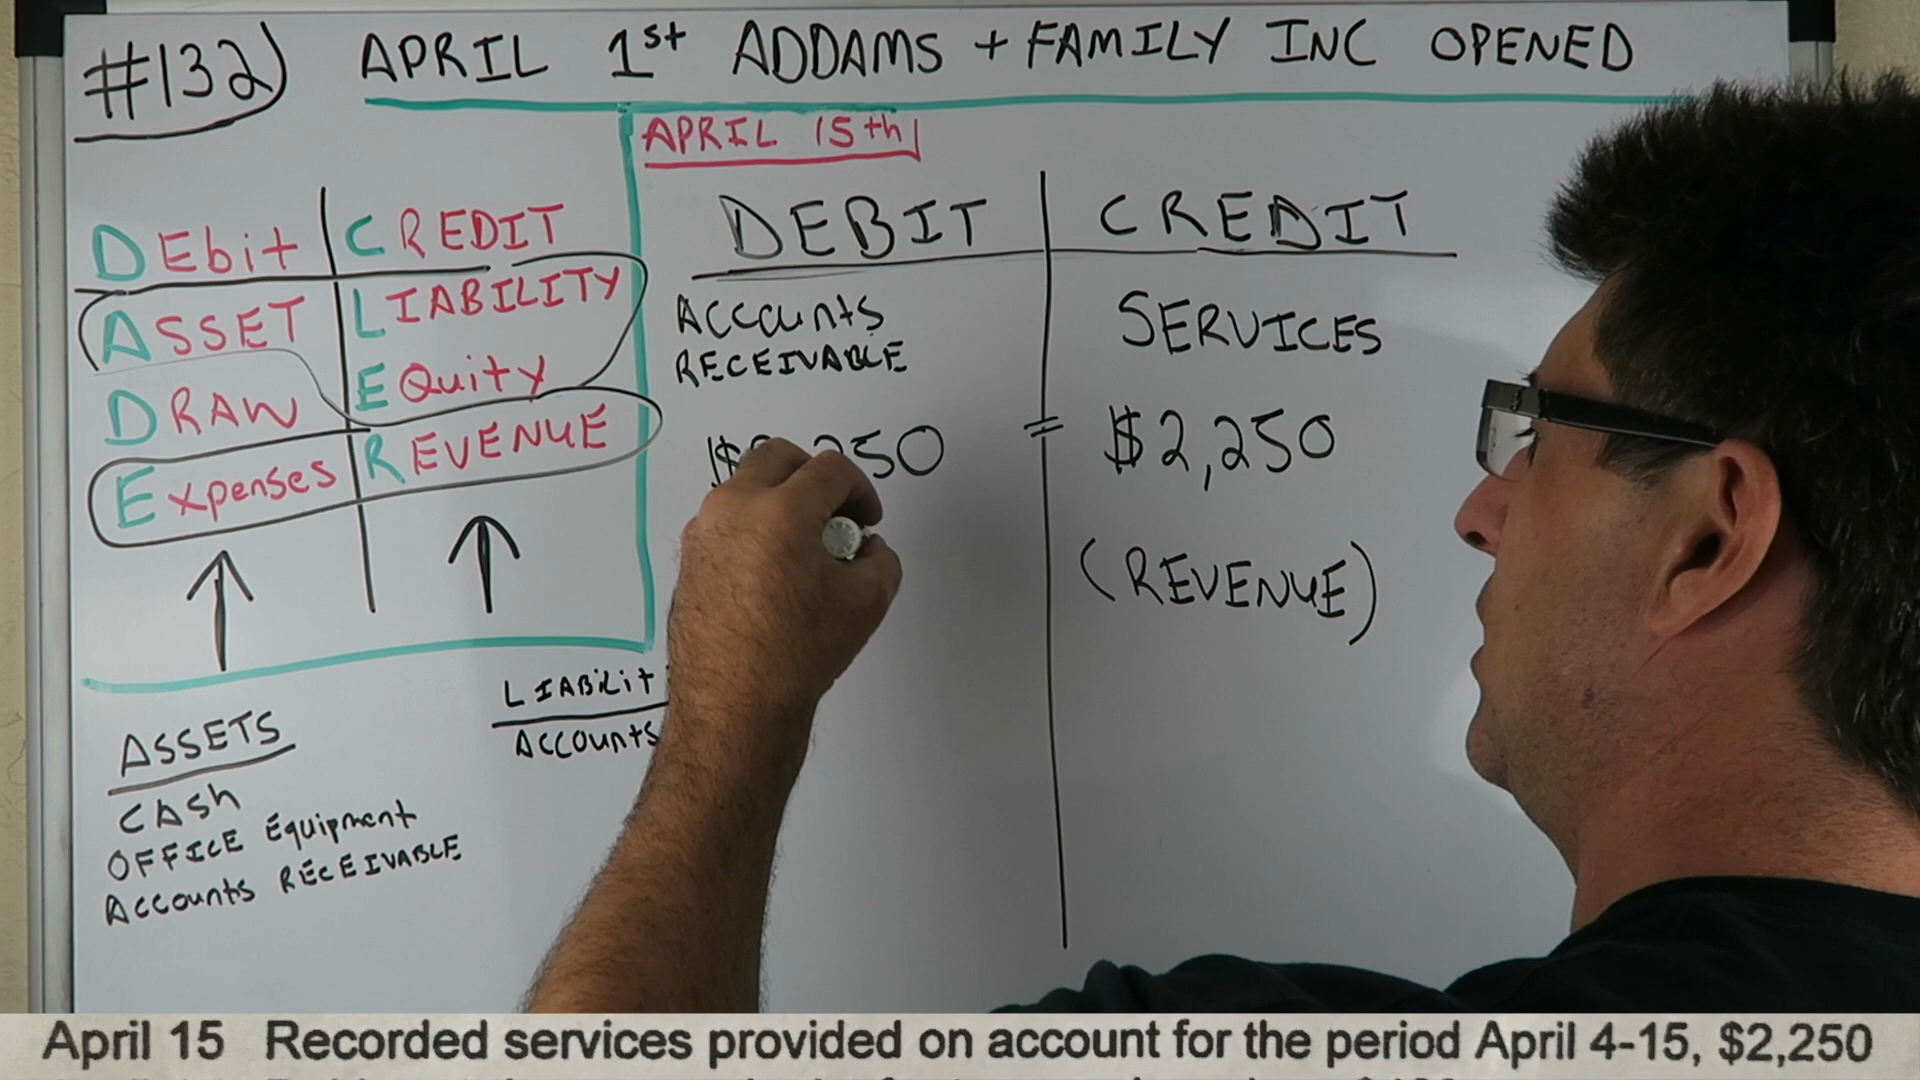 #132) APRIL 1st ADDAMS + FAMILY INC OPENED
APRIL 15th
DEbit CREDIT
ASSET LIABILITY
DRAW EQuity
Expenses REVENUE
ASSETS
CASh
OFFICE Equipment
Accounts RECEIVABLE
Accounts
DEBIT CREDIT
Accounts RECEIVABLE
SERVICES
= $2,250
(REVENUE)
April 15 Recorded services provided on account for the period April 4-15, $2,250